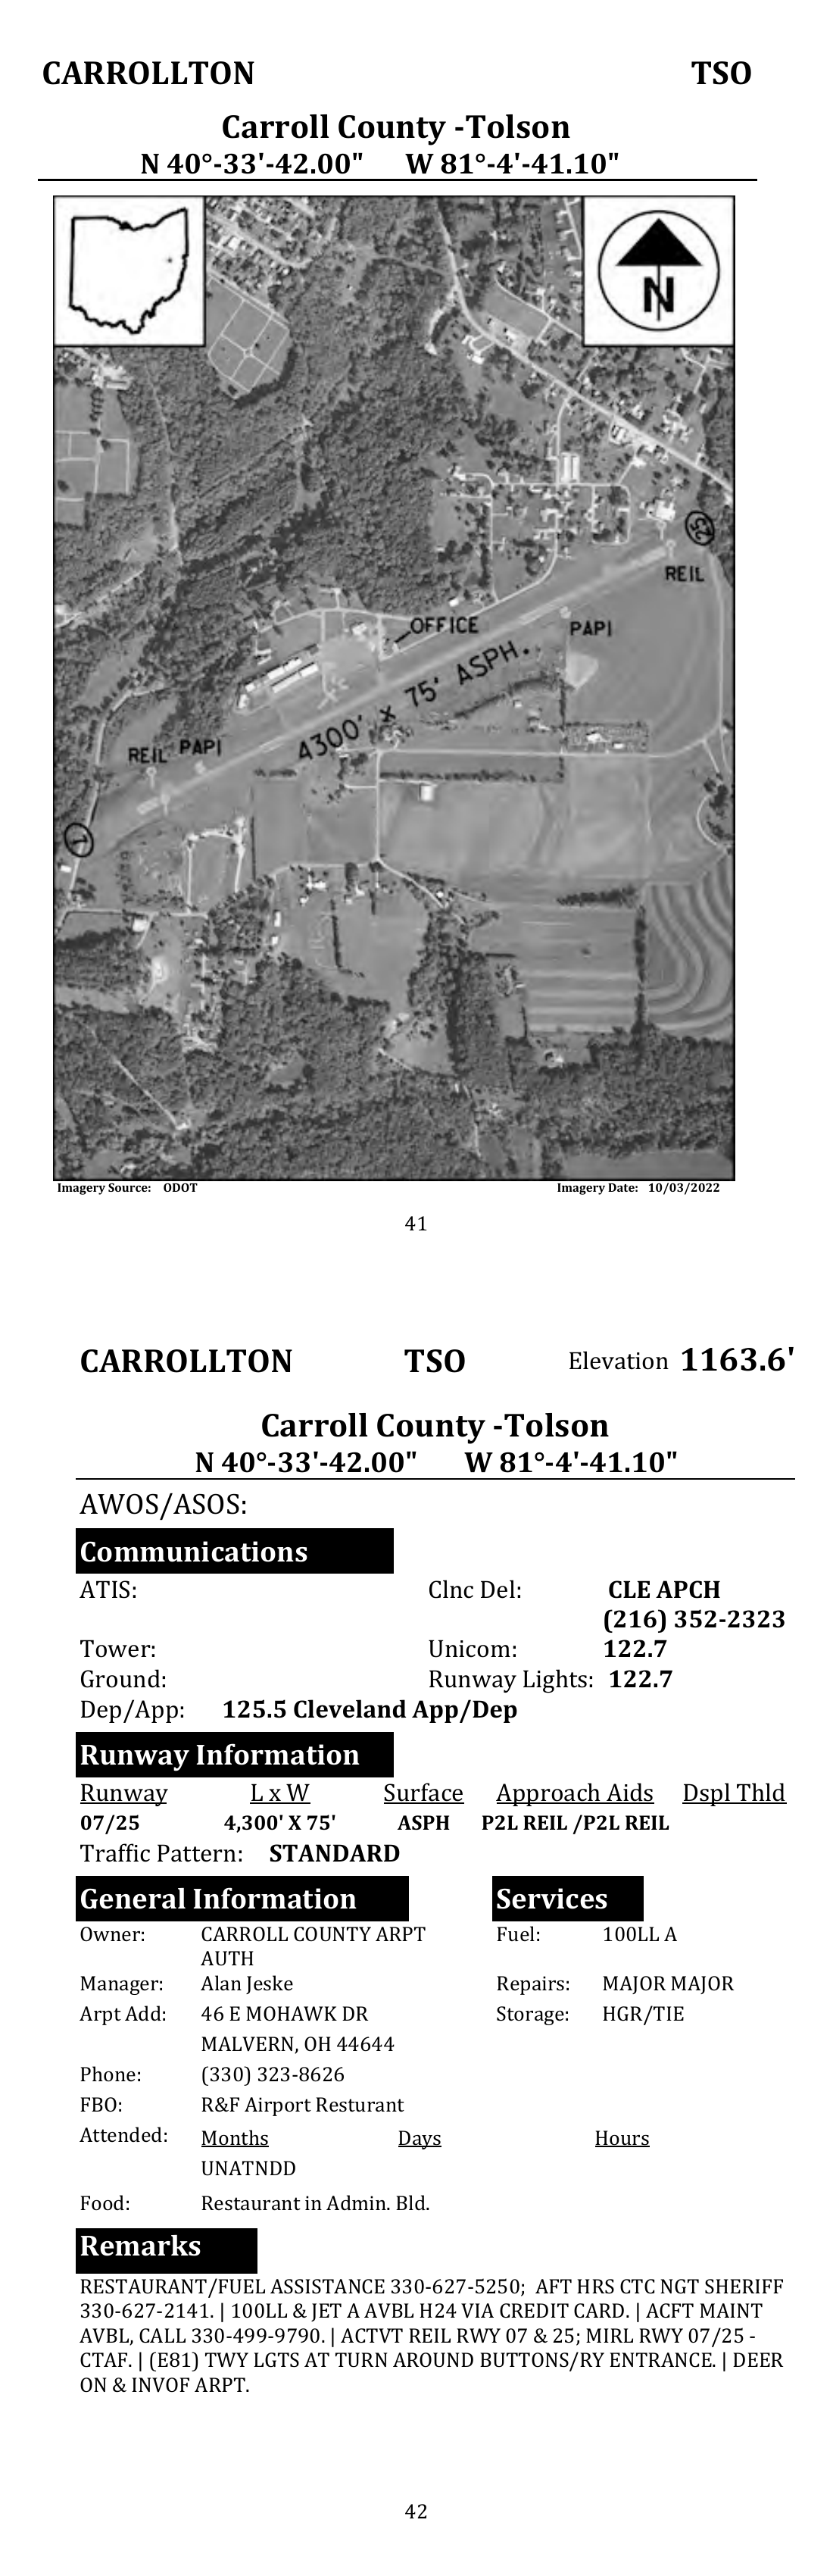 CARROLLTON TSO
Carroll County -Tolson
N 40°-33'-42.00" W 81°-4'-41.10"
N
25
REIL
OFFICE
PAPI
4300' x 75' ASPH.
REIL PAPI
7
Imagery Source: ODOT Imagery Date: 10/03/2022
41
CARROLLTON TSO Elevation 1163.6'
Carroll County -Tolson
N 40°-33'-42.00" W 81°-4'-41.10"
AWOS/ASOS:
Communications
ATIS: Clnc Del: CLE APCH
(216) 352-2323
Tower: Unicom: 122.7
Ground: Runway Lights: 122.7
Dep/App: 125.5 Cleveland App/Dep
Runway Information
Runway L x W Surface Approach Aids Dspl Thld
07/25 4,300' X 75' ASPH P2L REIL /P2L REIL
Traffic Pattern: STANDARD
General Information Services
Owner: CARROLL COUNTY ARPT Fuel: 100LL A
AUTH
Manager: Alan Jeske Repairs: MAJOR MAJOR
Arpt Add: 46 E MOHAWK DR Storage: HGR/TIE
MALVERN, OH 44644
Phone: (330) 323-8626
FBO: R&F Airport Resturant
Attended: Months Days Hours
UNATNDD
Food: Restaurant in Admin. Bld.
Remarks
RESTAURANT/FUEL ASSISTANCE 330-627-5250; AFT HRS CTC NGT SHERIFF
330-627-2141. | 100LL & JET A AVBL H24 VIA CREDIT CARD. | ACFT MAINT
AVBL, CALL 330-499-9790. | ACTVT REIL RWY 07 & 25; MIRL RWY 07/25 -
CTAF. | (E81) TWY LGTS AT TURN AROUND BUTTONS/RY ENTRANCE. | DEER
ON & INVOF ARPT.
42